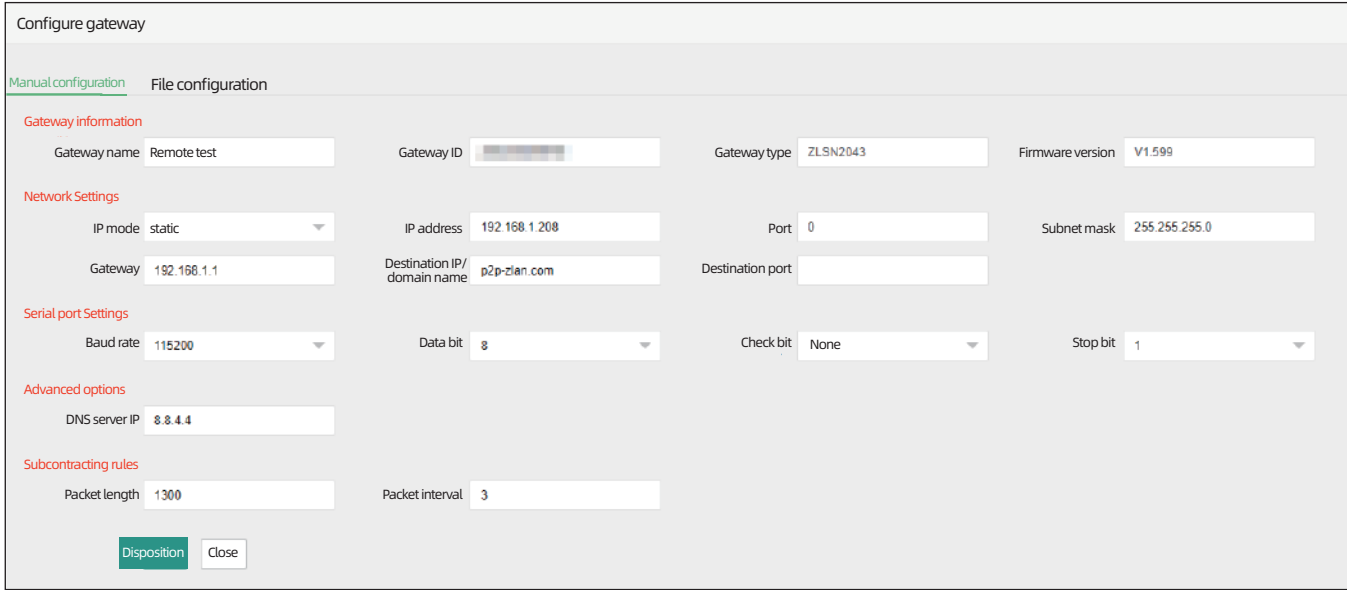 Configure gateway
Manual configuration File configuration
Gateway information
Gateway name Remote test Gateway ID Gateway type ZLSN2043 Firmware version V1.599
Network Settings
IP mode static IP address 192.168.1.208 Port 0 Subnet mask 255.255.255.0
Gateway 192.168.1.1 Destination IP/ domain name p2p-zlan.com Destination port
Serial port Settings
Baud rate 115200 Data bit 8 Check bit None Stop bit 1
Advanced options
DNS server IP 8.8.4.4
Subcontracting rules
Packet length 1300 Packet interval 3
Disposition Close